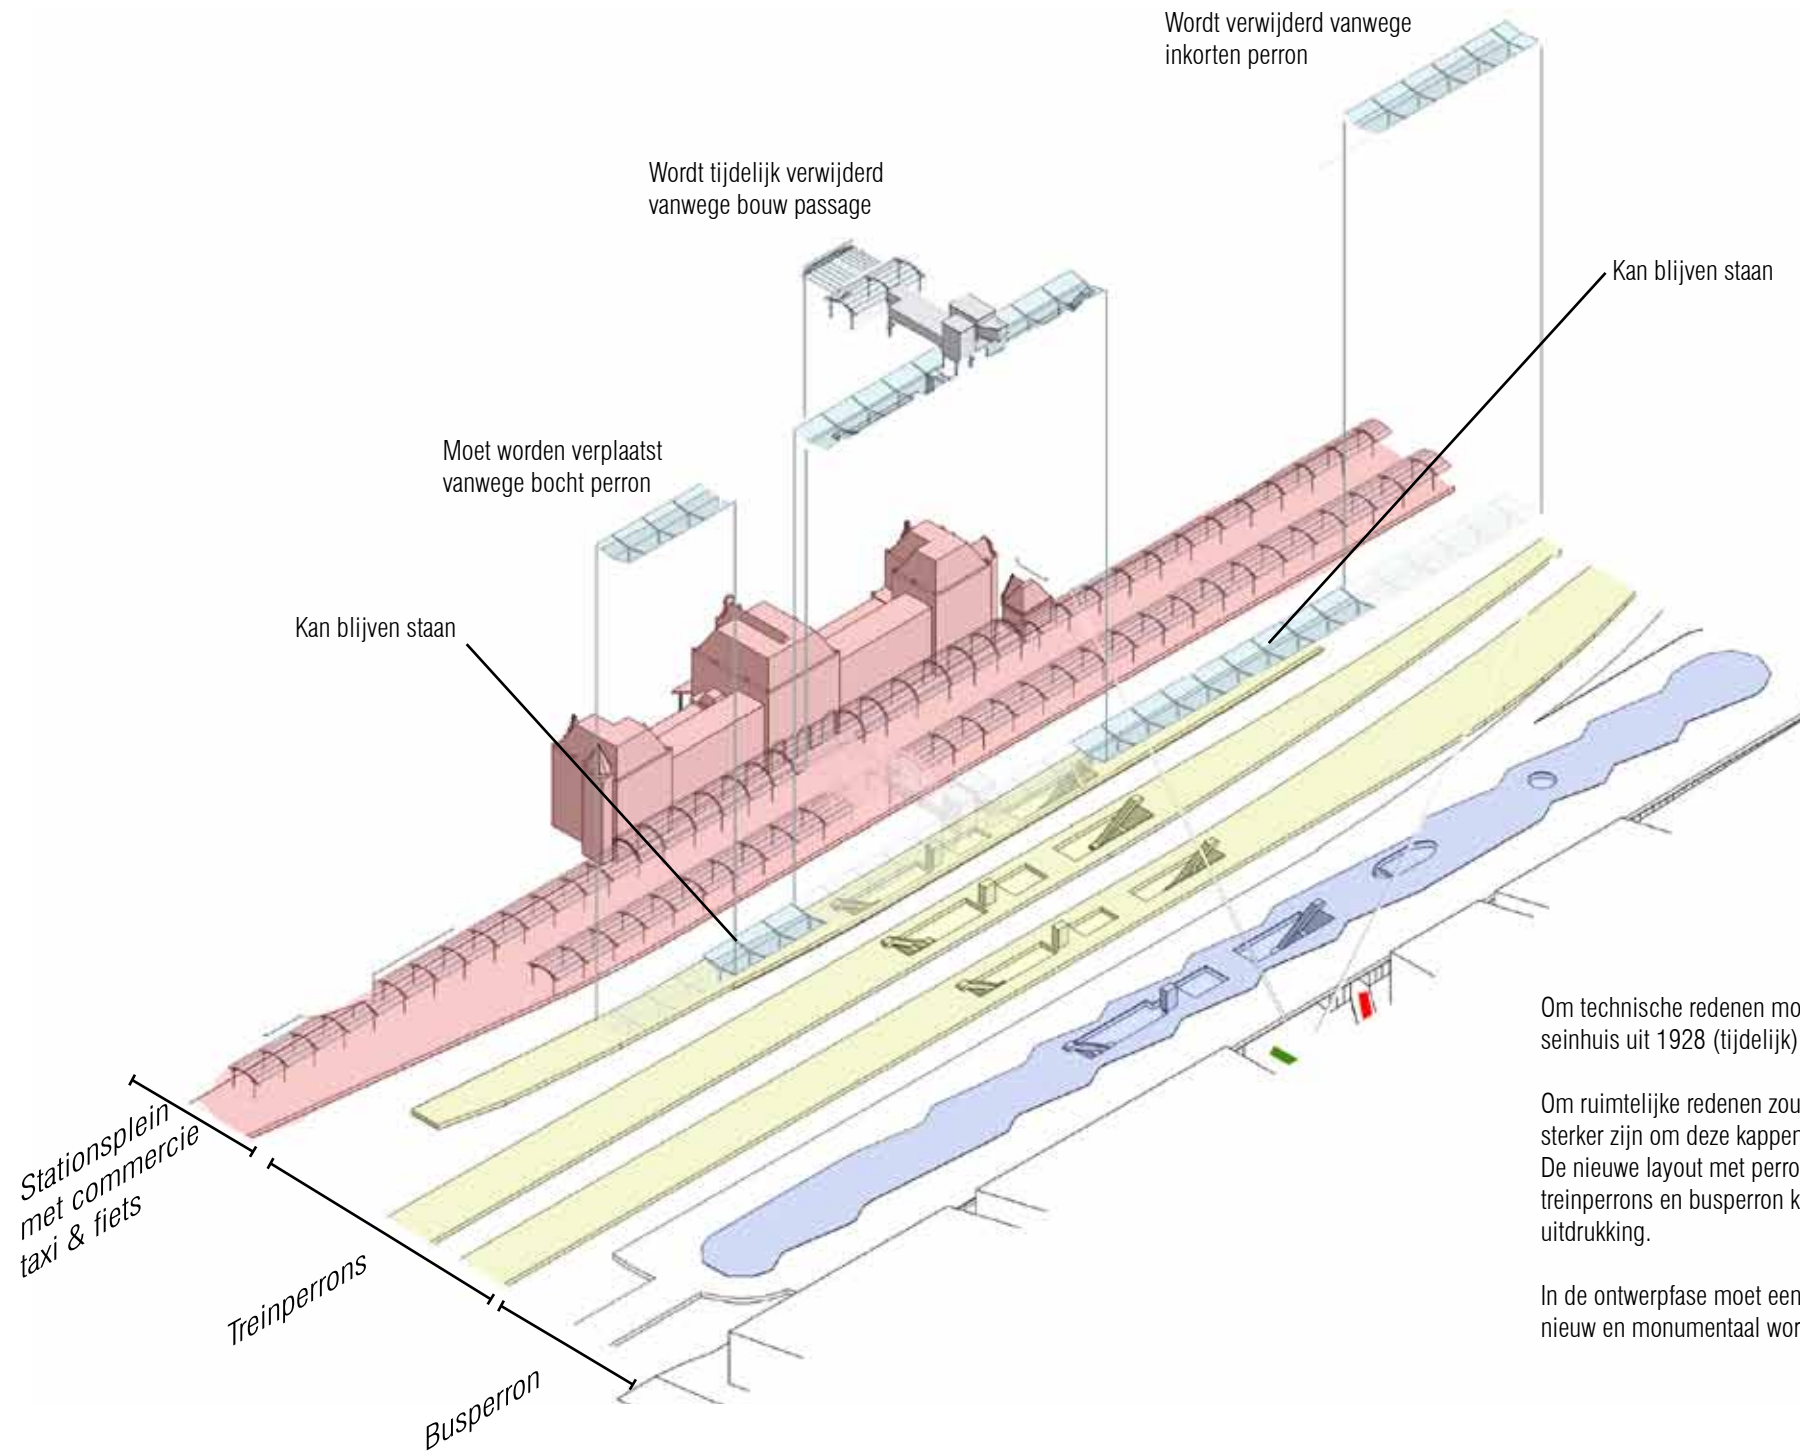 Wordt verwijderd vanwege
inkorten perron
Wordt tijdelijk verwijderd
vanwege bouw passage
Kan blijven staan
Moet worden verplaatst
vanwege bocht perron
Kan blijven staan
Stationsplein
met commercie
taxi & fiets
Treinperrons
Busperron
Om technische redenen mo
seinhuis uit 1928 (tijdelijk)
Om ruimtelijke redenen zou
sterker zijn om deze kappen
De nieuwe layout met perro
treinperrons en busperron k
uitdrukking.
In de ontwerpfase moet een
nieuw en monumentaal wor